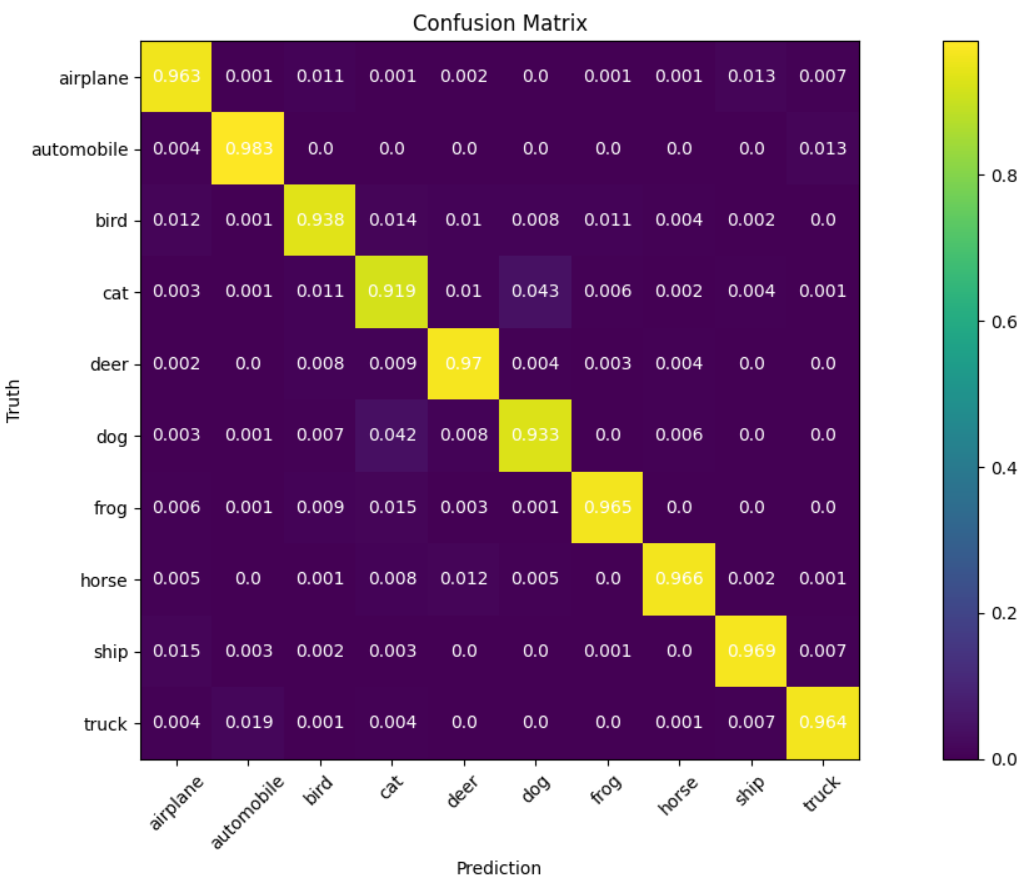 Confusion Matrix
airplane 0.963 0.001 0.011 0.001 0.002 0.0 0.001 0.001 0.013 0.007
automobile 0.004 0.983 0.0 0.0 0.0 0.0 0.0 0.0 0.0 0.013
0.8
bird 0.012 0.001 0.938 0.014 0.01 0.008 0.011 0.004 0.002 0.0
cat 0.003 0.001 0.011 0.919 0.01 0.043 0.006 0.002 0.004 0.001
0.6
deer 0.002 0.0 0.008 0.009 0.97 0.004 0.003 0.004 0.0 0.0
Truth
dog 0.003 0.001 0.007 0.042 0.008 0.933 0.0 0.006 0.0 0.0
0.4
frog 0.006 0.001 0.009 0.015 0.003 0.001 0.965 0.0 0.0 0.0
horse 0.005 0.0 0.001 0.008 0.012 0.005 0.0 0.966 0.002 0.001
0.2
ship 0.015 0.003 0.002 0.003 0.0 0.0 0.001 0.0 0.969 0.007
truck 0.004 0.019 0.001 0.004 0.0 0.0 0.0 0.001 0.007 0.964
0.0
airplane automobile bird cat deer dog frog horse ship truck
Prediction